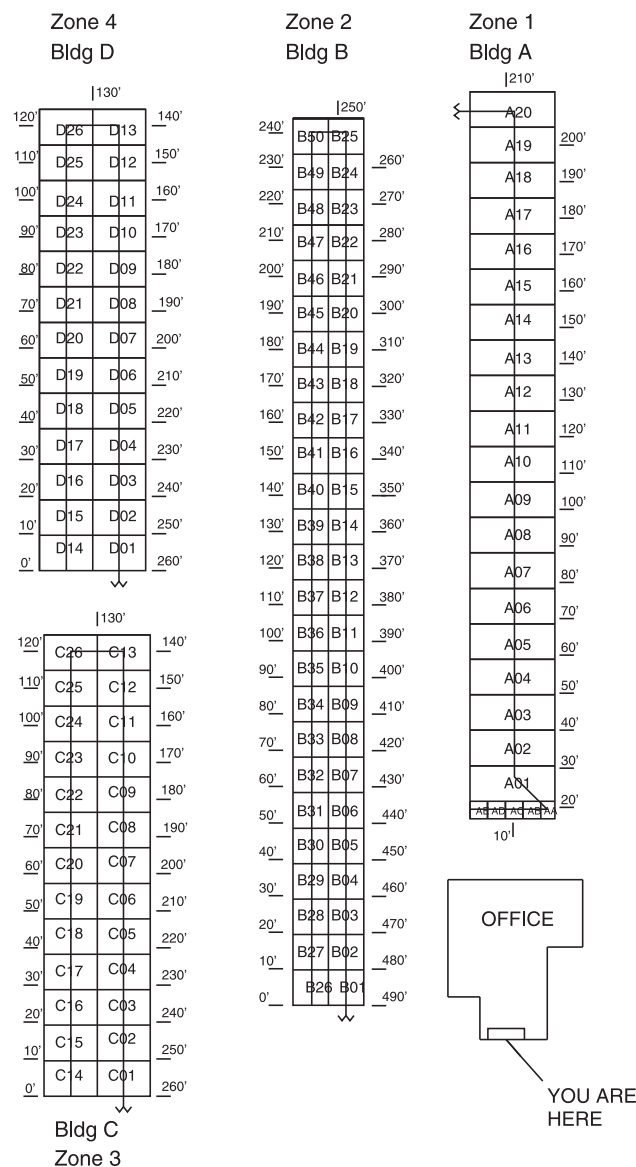 Zone 4
Bldg D
130'
120' D26 D13 140'
110' D25 D12 150'
100' D24 D11 160'
90' D23 D10 170'
80' D22 D09 180'
70' D21 D08 190'
60' D20 D07 200'
50' D19 D06 210'
40' D18 D05 220'
30' D17 D04 230'
20' D16 D03 240'
10' D15 D02 250'
0' D14 D01 260'
130'
120' C26 C13 140'
110' C25 C12 150'
100' C24 C11 160'
90' C23 C10 170'
80' C22 C09 180'
70' C21 C08 190'
60' C20 C07 200'
50' C19 C06 210'
40' C18 C05 220'
30' C17 C04 230'
20' C16 C03 240'
10' C15 C02 250'
0' C14 C01 260'
Bldg C
Zone 3
Zone 2
Bldg B
250'
240' B50 B25
230' B49 B24 260'
220' B48 B23 270'
210' B47 B22 280'
200' B46 B21 290'
190' B45 B20 300'
180' B44 B19 310'
170' B43 B18 320'
160' B42 B17 330'
150' B41 B16 340'
140' B40 B15 350'
130' B39 B14 360'
120' B38 B13 370'
110' B37 B12 380'
100' B36 B11 390'
90' B35 B10 400'
80' B34 B09 410'
70' B33 B08 420'
60' B32 B07 430'
50' B31 B06 440'
40' B30 B05 450'
30' B29 B04 460'
20' B28 B03 470'
10' B27 B02 480'
0' B26 B01 490'
Zone 1
Bldg A
210'
A20
A19 200'
A18 190'
A17 180'
A16 170'
A15 160'
A14 150'
A13 140'
A12 130'
A11 120'
A10 110'
A09 100'
A08 90'
A07 80'
A06 70'
A05 60'
A04 50'
A03 40'
A02 30'
A01 20'
AE AD AC AB AA
10'
OFFICE
YOU ARE
HERE